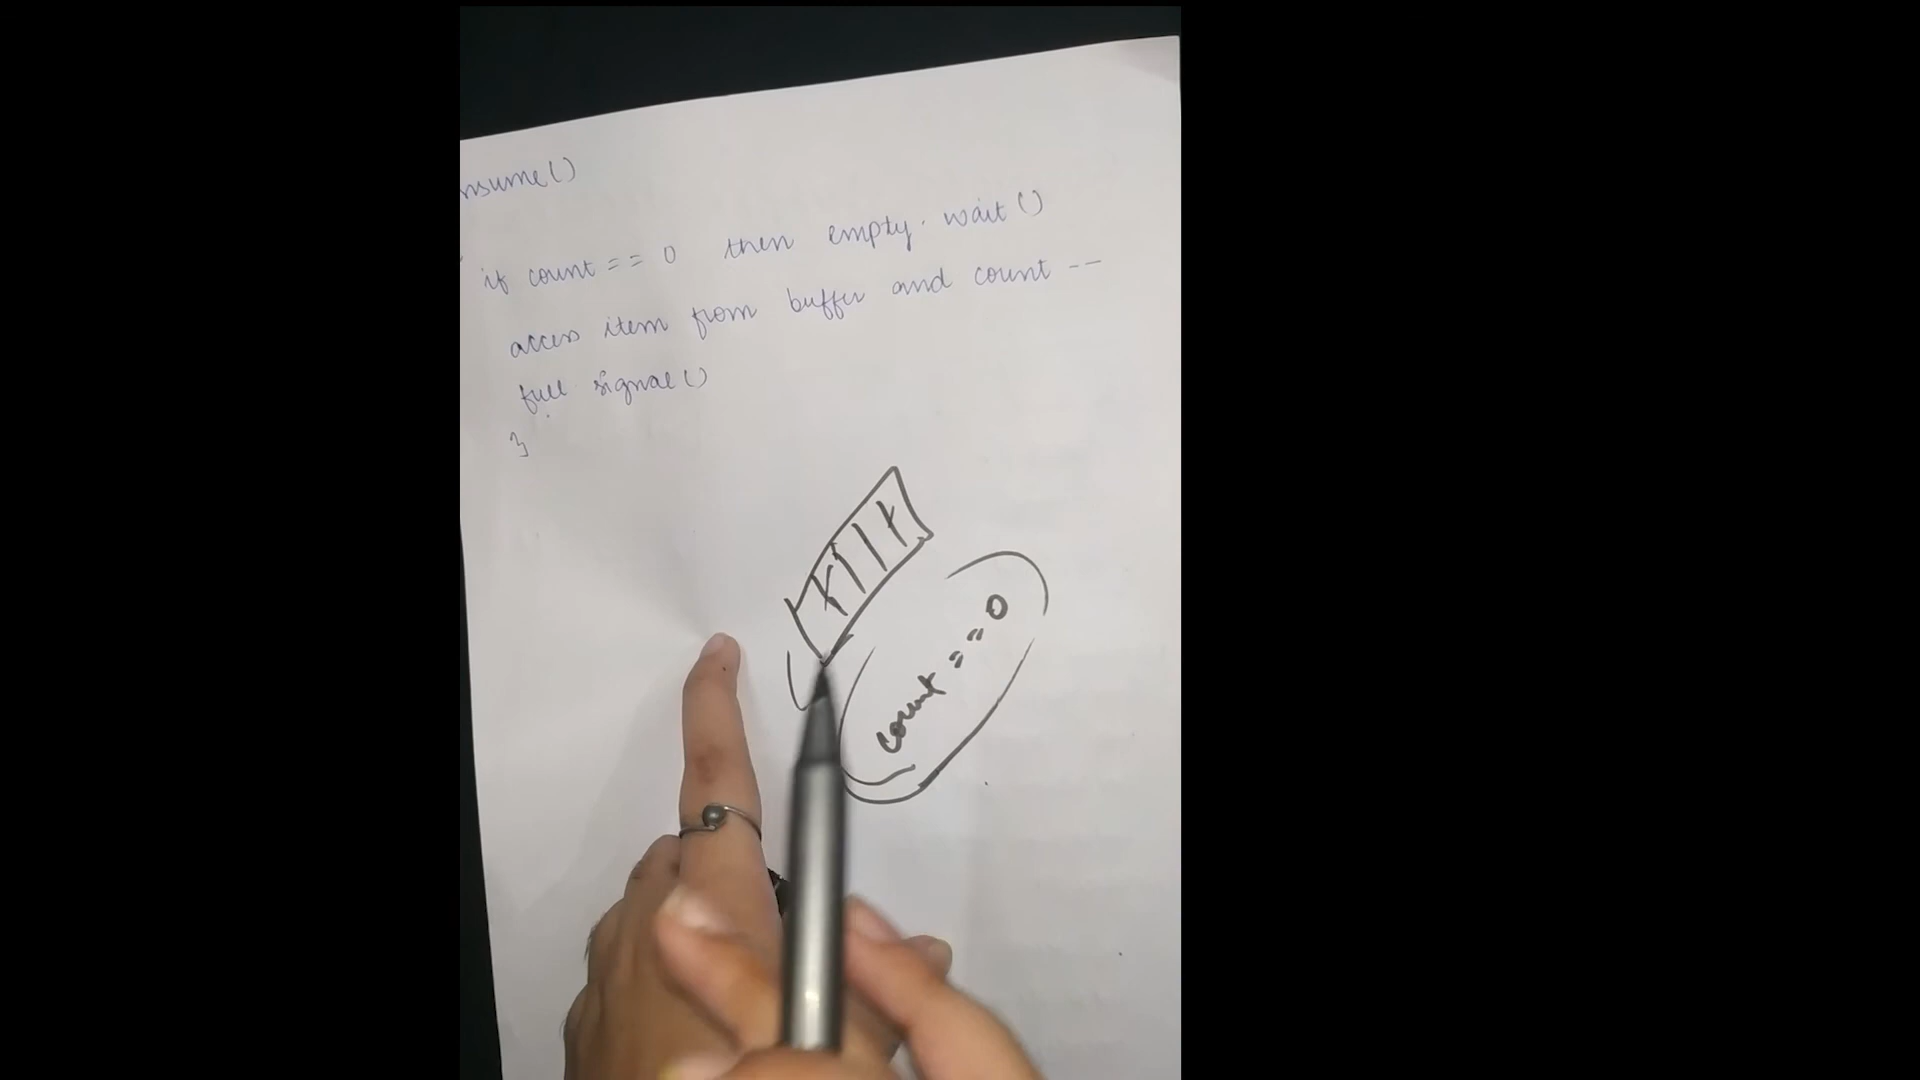 nsume()
if count == 0 then empty. wait()
access item from buffer and count --
full signal()
}
count == 0